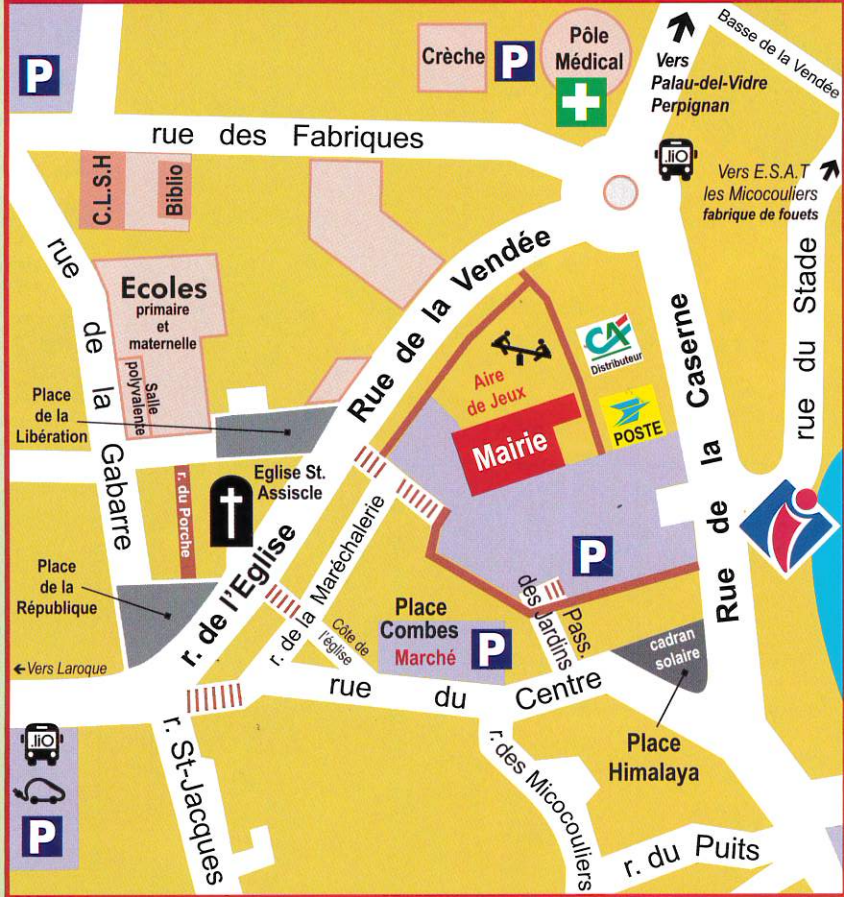 P
Crèche
P
Pôle
Médical
Vers
Palau-del-Vidre
Perpignan
Basse de la Vendée
rue des Fabriques
.liO
Vers E.S.A.T
les Micocouliers
fabrique de fouets
C.L.S.H
Biblio
rue de la Gabarre
Ecoles
primaire
et
maternelle
Salle
polyvalente
Rue de la Vendée
Rue de la Caserne
rue du Stade
CA
Distributeur
Aire
de Jeux
Mairie
POSTE
Place
de la
Libération
r. du Porche
Eglise St.
Assiscle
r. de l'Eglise
r. de la Maréchalerie
P
Place
de la
République
Côte de
l'église
Place
Combes
Marché
P
Pass.
des Jardins
cadran
solaire
i
←Vers Laroque
rue du Centre
Place
Himalaya
.liO
P
r. St-Jacques
r. des Micocouliers
r. du Puits